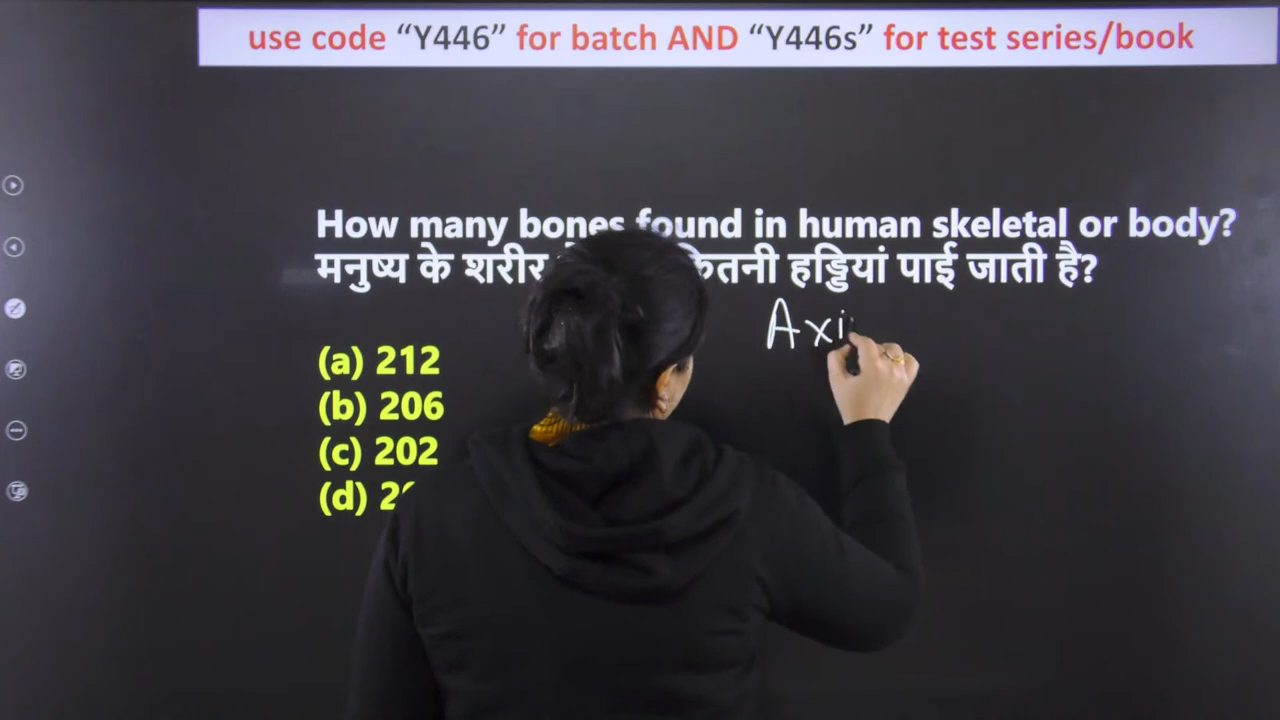 use code “Y446” for batch AND “Y446s” for test series/book
How many bones found in human skeletal or body?
मनुष्य के शरीर हड्डियां पाई जाती है?
Axi
(a) 212
(b) 206
(c) 202
(d)